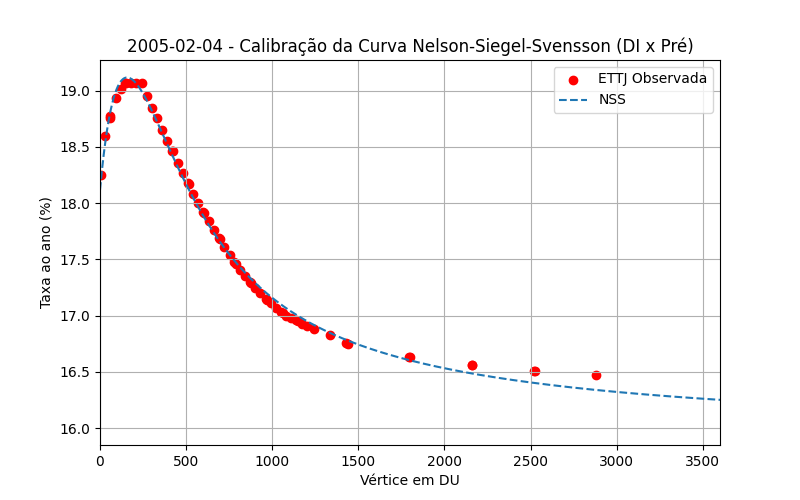 2005-02-04 - Calibração da Curva Nelson-Siegel-Svensson (DI x Pré)
ETTJ Observada
NSS
Taxa ao ano (%)
19.0
18.5
18.0
17.5
17.0
16.5
16.0
0 500 1000 1500 2000 2500 3000 3500
Vértice em DU